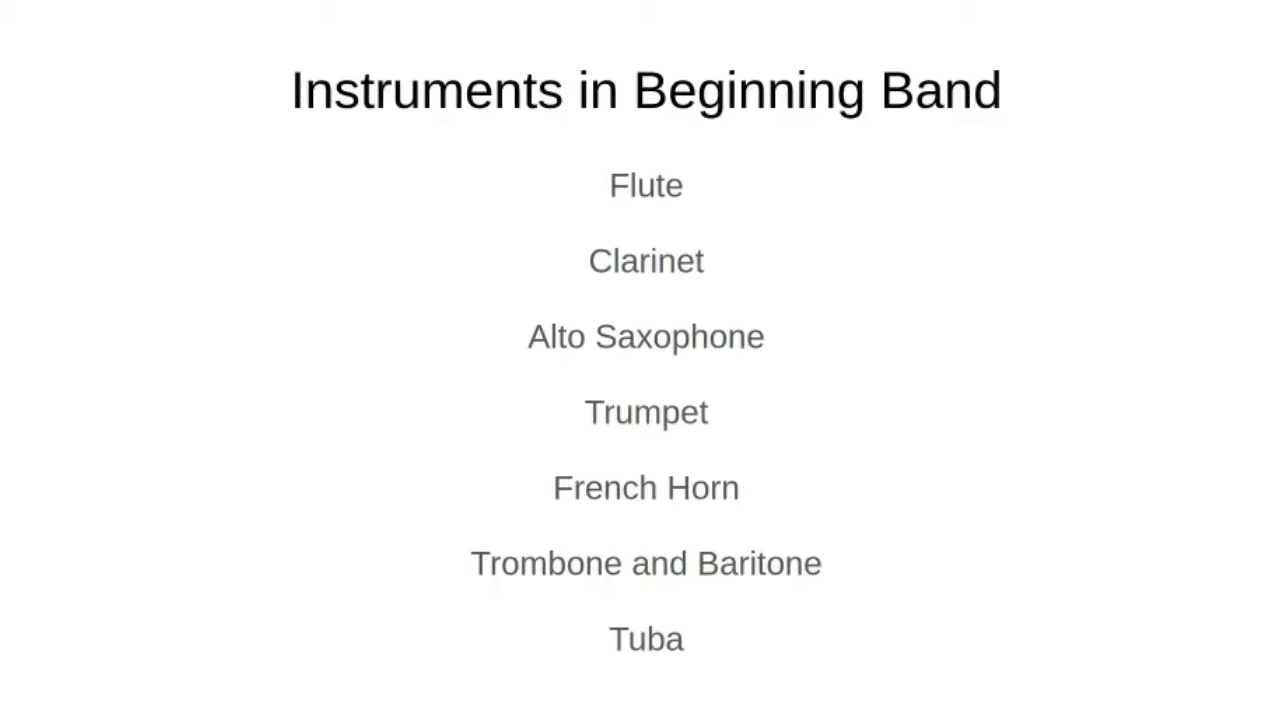 Instruments in Beginning Band
Flute
Clarinet
Alto Saxophone
Trumpet
French Horn
Trombone and Baritone
Tuba